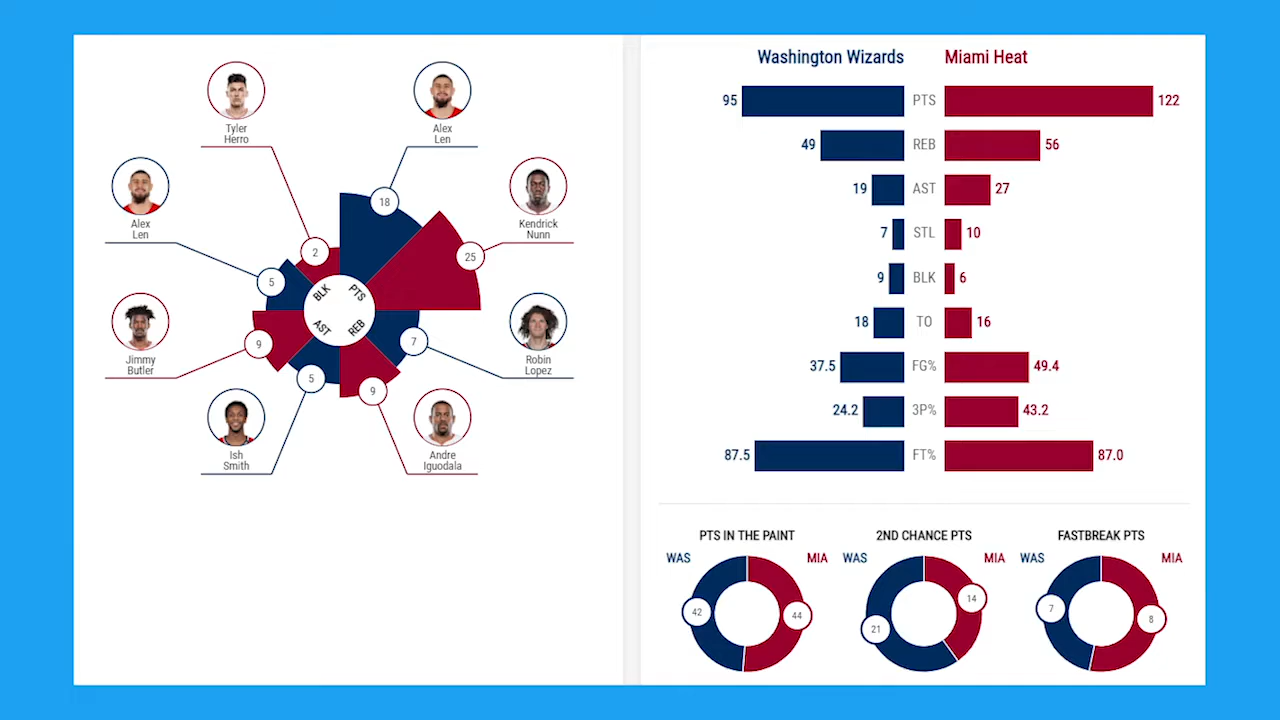 Tyler
Herro
Alex
Len
Alex
Len
Kendrick
Nunn
18
25
2
5
BLK
PTS
AST
REB
9
7
5
9
Jimmy
Butler
Robin
Lopez
Ish
Smith
Andre
Iguodala
Washington Wizards Miami Heat
95 PTS 122
49 REB 56
19 AST 27
7 STL 10
9 BLK 6
18 TO 16
37.5 FG% 49.4
24.2 3P% 43.2
87.5 FT% 87.0
PTS IN THE PAINT
WAS MIA
42 44
2ND CHANCE PTS
WAS MIA
21 14
FASTBREAK PTS
WAS MIA
7 8